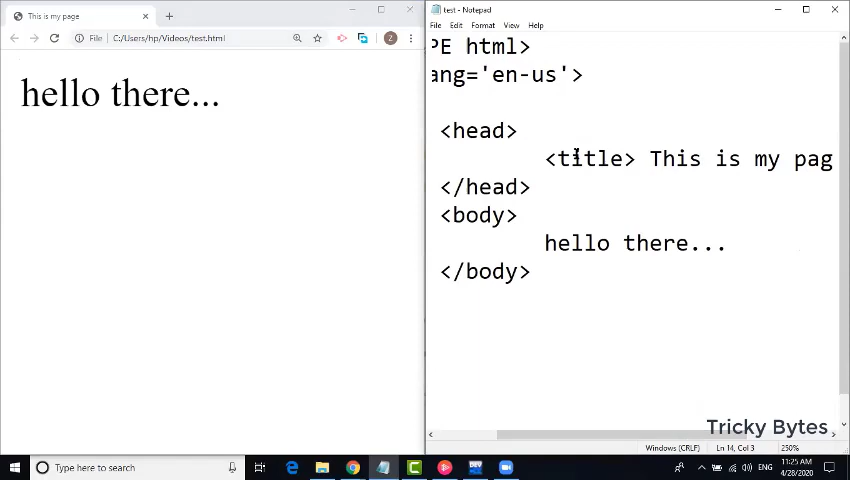 This is my page
File C:/Users/hp/Videos/test.html
Z
hello there...
test - Notepad
File Edit Format View Help
PE html>
ang='en-us'>
<head>
<title> This is my pag
</head>
<body>
hello there...
</body>
Tricky Bytes
Windows (CRLF) Ln 14, Col 3 250%
Type here to search
DEV
ENG
11:25 AM
4/28/2020